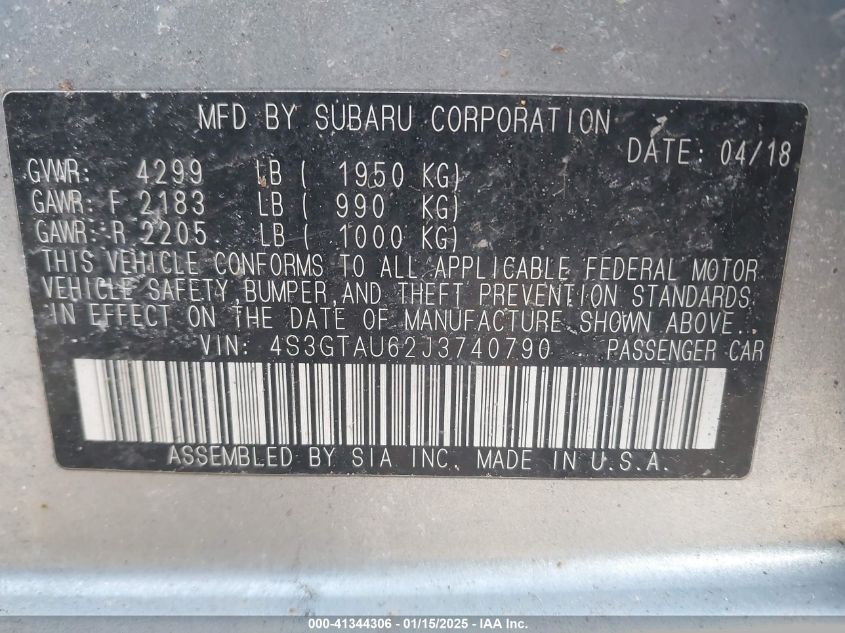 MFD BY SUBARU CORPORATION
DATE: 04/18
GVWR: 4299 LB ( 1950 KG)
GAWR: F 2183 LB ( 990 KG)
GAWR: R 2205 LB ( 1000 KG)
THIS VEHICLE CONFORMS TO ALL APPLICABLE FEDERAL MOTOR
VEHICLE SAFETY, BUMPER, AND THEFT PREVENTION STANDARDS
IN EFFECT ON THE DATE OF MANUFACTURE SHOWN ABOVE.
VIN: 4S3GTAU62J3740790 PASSENGER CAR
ASSEMBLED BY SIA INC. MADE IN U.S.A.
000-41344306 - 01/15/2025 - IAA Inc.